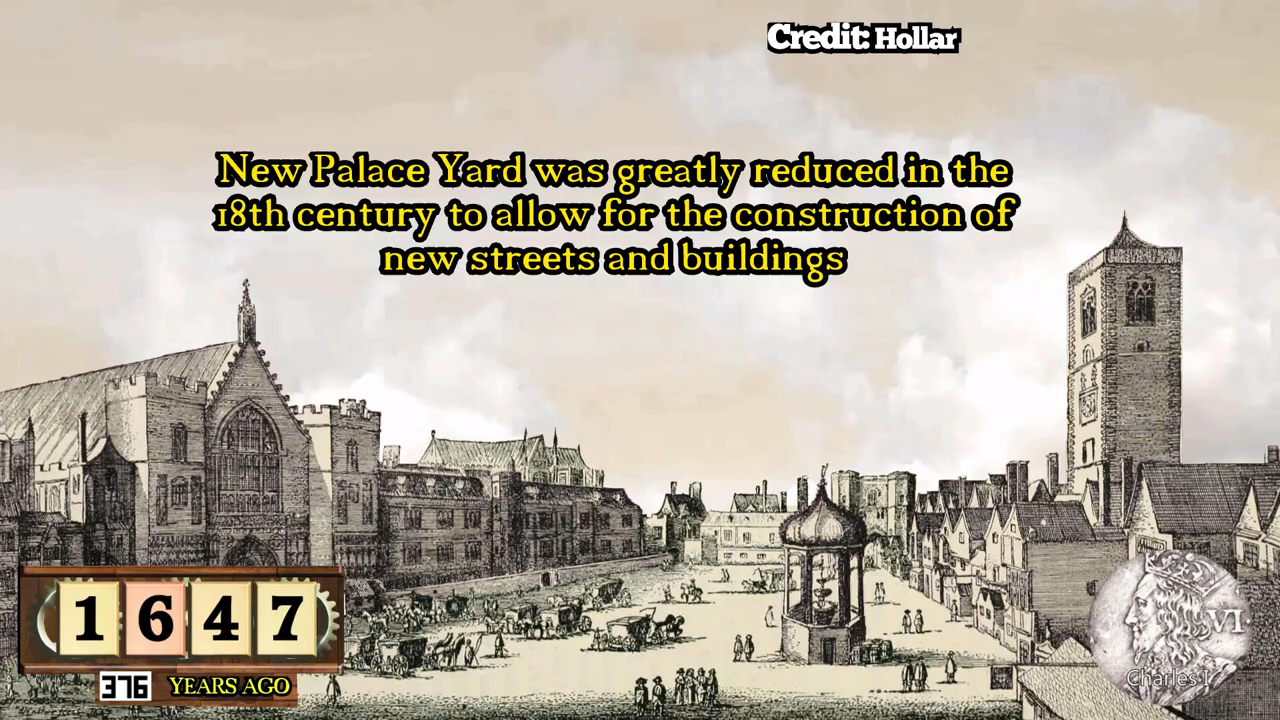 Credit: Hollar
New Palace Yard was greatly reduced in the
18th century to allow for the construction of
new streets and buildings
1647
376 YEARS AGO
VI
Charles I